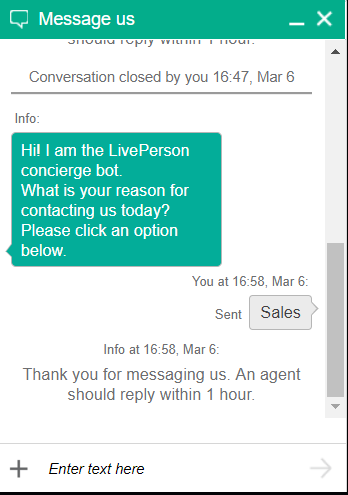 Message us
should reply within 1 hour.
Conversation closed by you 16:47, Mar 6
Info:
Hi! I am the LivePerson
concierge bot.
What is your reason for
contacting us today?
Please click an option
below.
You at 16:58, Mar 6:
Sent Sales
Info at 16:58, Mar 6:
Thank you for messaging us. An agent
should reply within 1 hour.
Enter text here